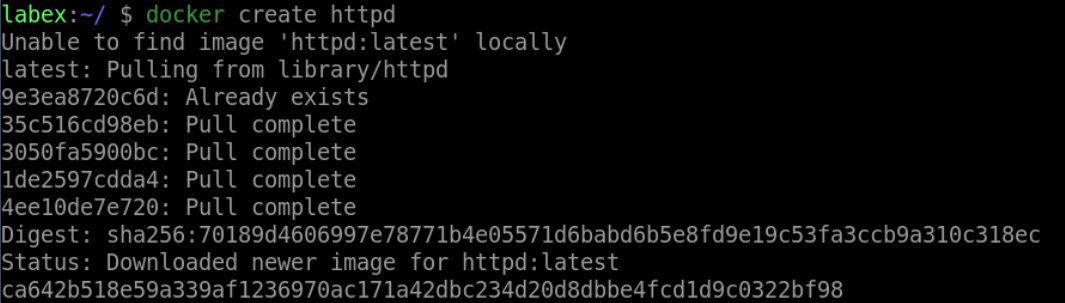 labex:~/ $ docker create httpd
Unable to find image 'httpd:latest' locally
latest: Pulling from library/httpd
9e3ea8720c6d: Already exists
35c516cd98eb: Pull complete
3050fa5900bc: Pull complete
1de2597cdda4: Pull complete
4ee10de7e720: Pull complete
Digest: sha256:70189d4606997e78771b4e05571d6babd6b5e8fd9e19c53fa3ccb9a310c318ec
Status: Downloaded newer image for httpd:latest
ca642b518e59a339af1236970ac171a42dbc234d20d8dbbe4fcd1d9c0322bf98